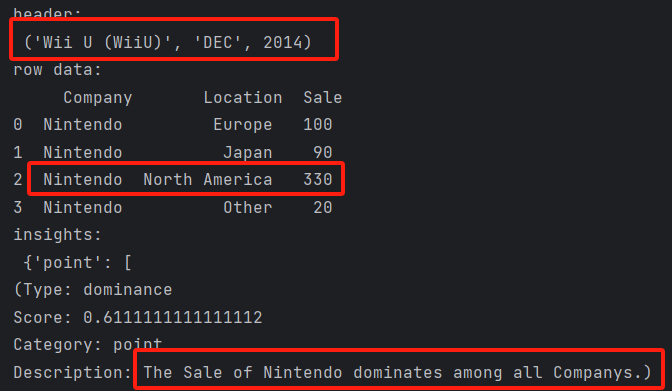 header:
('Wii U (WiiU)', 'DEC', 2014)
row data:
Company Location Sale
0 Nintendo Europe 100
1 Nintendo Japan 90
2 Nintendo North America 330
3 Nintendo Other 20
insights:
{'point': [
(Type: dominance
Score: 0.6111111111111112
Category: point
Description: The Sale of Nintendo dominates among all Companys.)